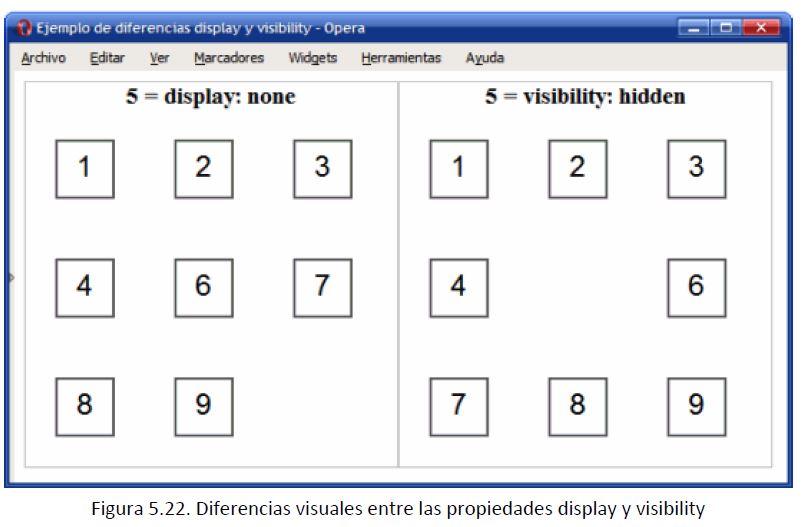 Ejemplo de diferencias display y visibility - Opera
Archivo Editar Ver Marcadores Widgets Herramientas Ayuda
5 = display: none
1 2 3
4 6 7
8 9
5 = visibility: hidden
1 2 3
4 6
7 8 9
Figura 5.22. Diferencias visuales entre las propiedades display y visibility